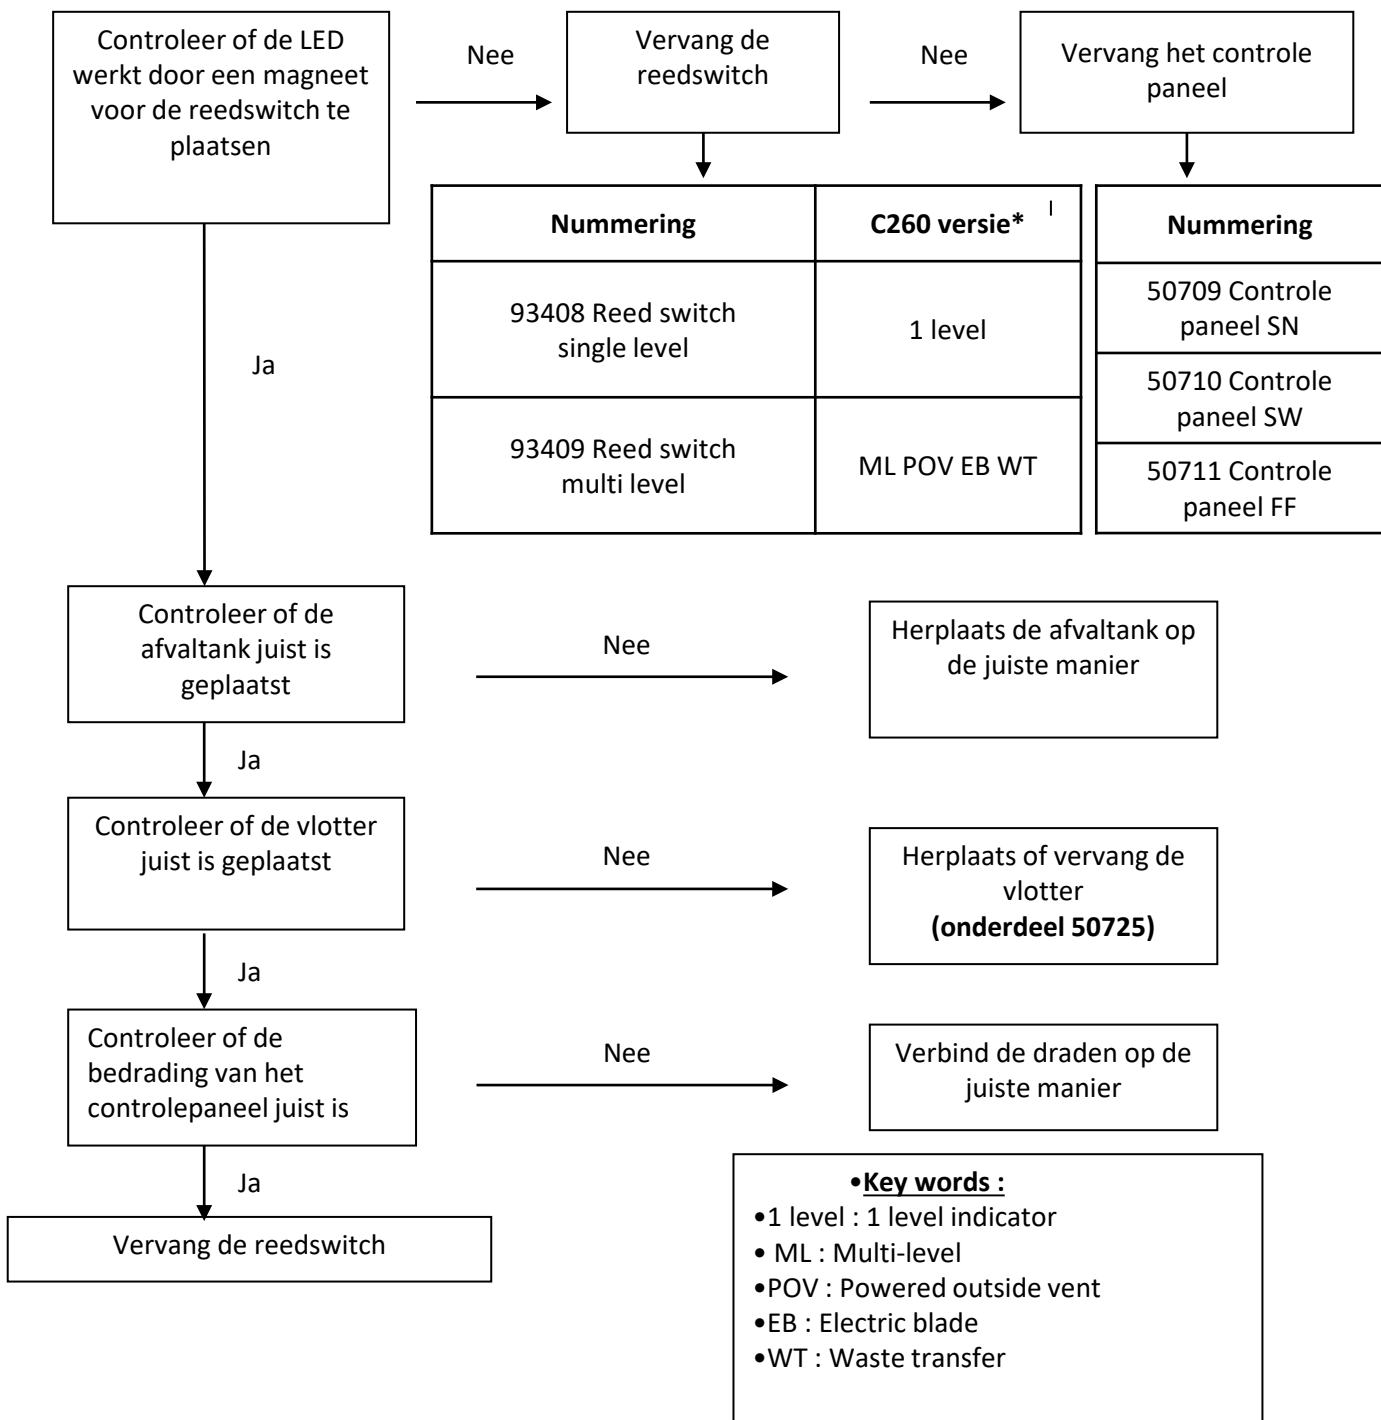 Controleer of de LED
werkt door een magneet
voor de reedswitch te
plaatsen
Nee
Vervang de
reedswitch
Nee
Vervang het controle
paneel
Nummering
C260 versie*
93408 Reed switch
single level
1 level
93409 Reed switch
multi level
ML POV EB WT
Nummering
50709 Controle
paneel SN
50710 Controle
paneel SW
50711 Controle
paneel FF
Ja
Controleer of de
afvaltank juist is
geplaatst
Nee
Herplaats de afvaltank op
de juiste manier
Ja
Controleer of de vlotter
juist is geplaatst
Nee
Herplaats of vervang de
vlotter
(onderdeel 50725)
Ja
Controleer of de
bedrading van het
controlepaneel juist is
Nee
Verbind de draden op de
juiste manier
Ja
Vervang de reedswitch
•Key words :
•1 level : 1 level indicator
• ML : Multi-level
•POV : Powered outside vent
•EB : Electric blade
•WT : Waste transfer